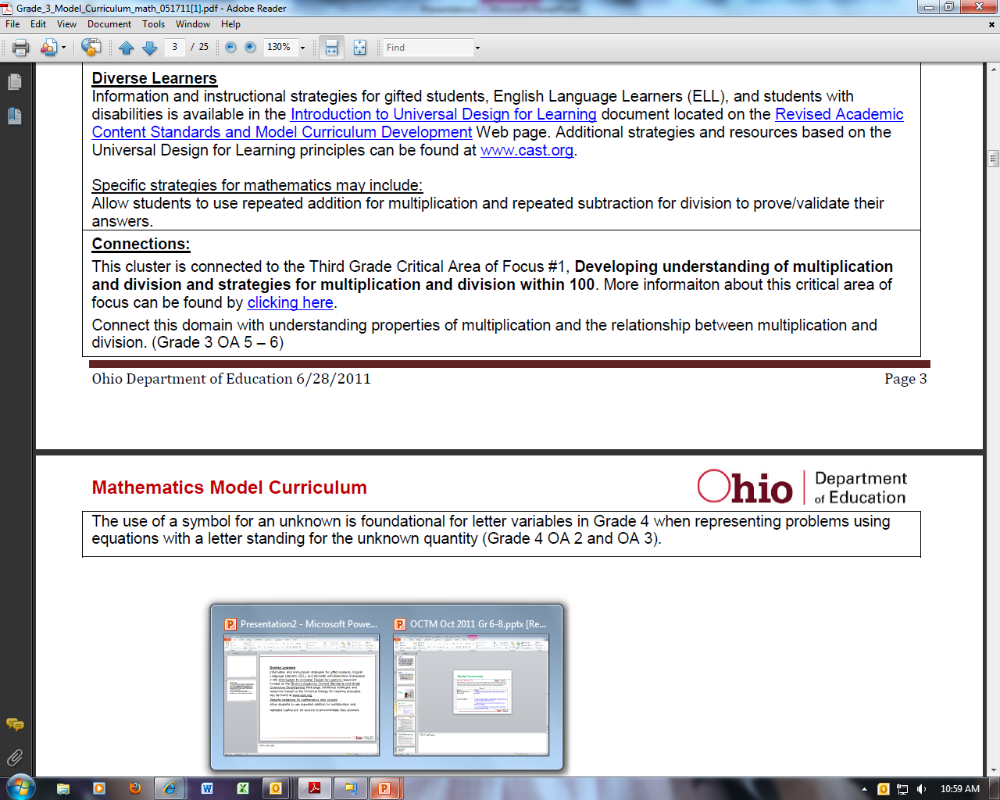 Grade_3_Model_Curriculum_math_051711[1].pdf - Adobe Reader
File Edit View Document Tools Window Help
3 / 25 130% Find
Diverse Learners
Information and instructional strategies for gifted students, English Language Learners (ELL), and students with
disabilities is available in the Introduction to Universal Design for Learning document located on the Revised Academic
Content Standards and Model Curriculum Development Web page. Additional strategies and resources based on the
Universal Design for Learning principles can be found at www.cast.org.
Specific strategies for mathematics may include:
Allow students to use repeated addition for multiplication and repeated subtraction for division to prove/validate their
answers.
Connections:
This cluster is connected to the Third Grade Critical Area of Focus #1, Developing understanding of multiplication
and division and strategies for multiplication and division within 100. More informaiton about this critical area of
focus can be found by clicking here.
Connect this domain with understanding properties of multiplication and the relationship between multiplication and
division. (Grade 3 OA 5 – 6)
Ohio Department of Education 6/28/2011 Page 3
Mathematics Model Curriculum
Ohio Department of Education
The use of a symbol for an unknown is foundational for letter variables in Grade 4 when representing problems using
equations with a letter standing for the unknown quantity (Grade 4 OA 2 and OA 3).
Presentation2 - Microsoft Powe... OCTM Oct 2011 Gr 6-8.pptx [Re...
Diverse Learners
Model Curriculum
Ohio
10:59 AM